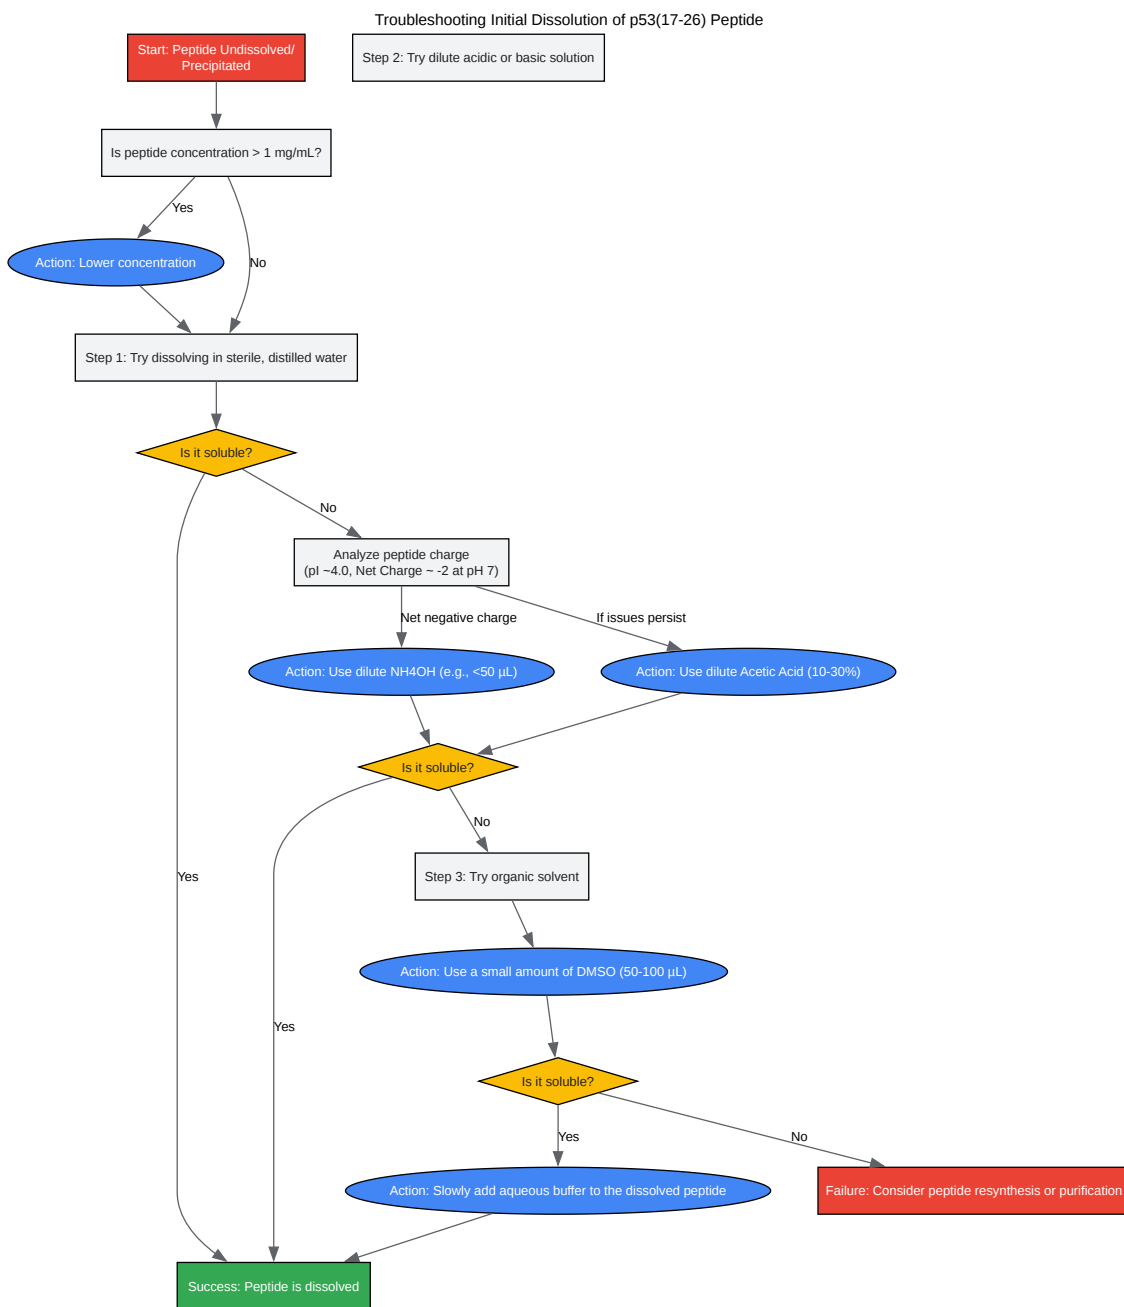 Troubleshooting Initial Dissolution of p53(17-26) Peptide
Start: Peptide Undissolved/
Precipitated
Step 2: Try dilute acidic or basic solution
Is peptide concentration > 1 mg/mL?
Yes
Action: Lower concentration
No
Step 1: Try dissolving in sterile, distilled water
Is it soluble?
No
Analyze peptide charge
(pI ~4.0, Net Charge ~ -2 at pH 7)
Net negative charge
If issues persist
Action: Use dilute NH4OH (e.g., <50 µL)
Action: Use dilute Acetic Acid (10-30%)
Is it soluble?
No
Step 3: Try organic solvent
Yes
Action: Use a small amount of DMSO (50-100 µL)
Yes
Is it soluble?
Yes
No
Action: Slowly add aqueous buffer to the dissolved peptide
Failure: Consider peptide resynthesis or purification
Success: Peptide is dissolved